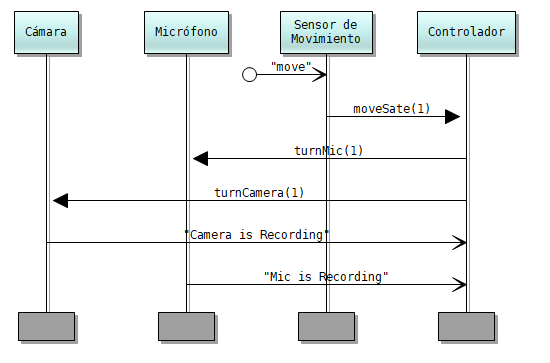 Cámara
Micrófono
Sensor de
Movimiento
Controlador
"move"
moveSate(1)
turnMic(1)
turnCamera(1)
"Camera is Recording"
"Mic is Recording"